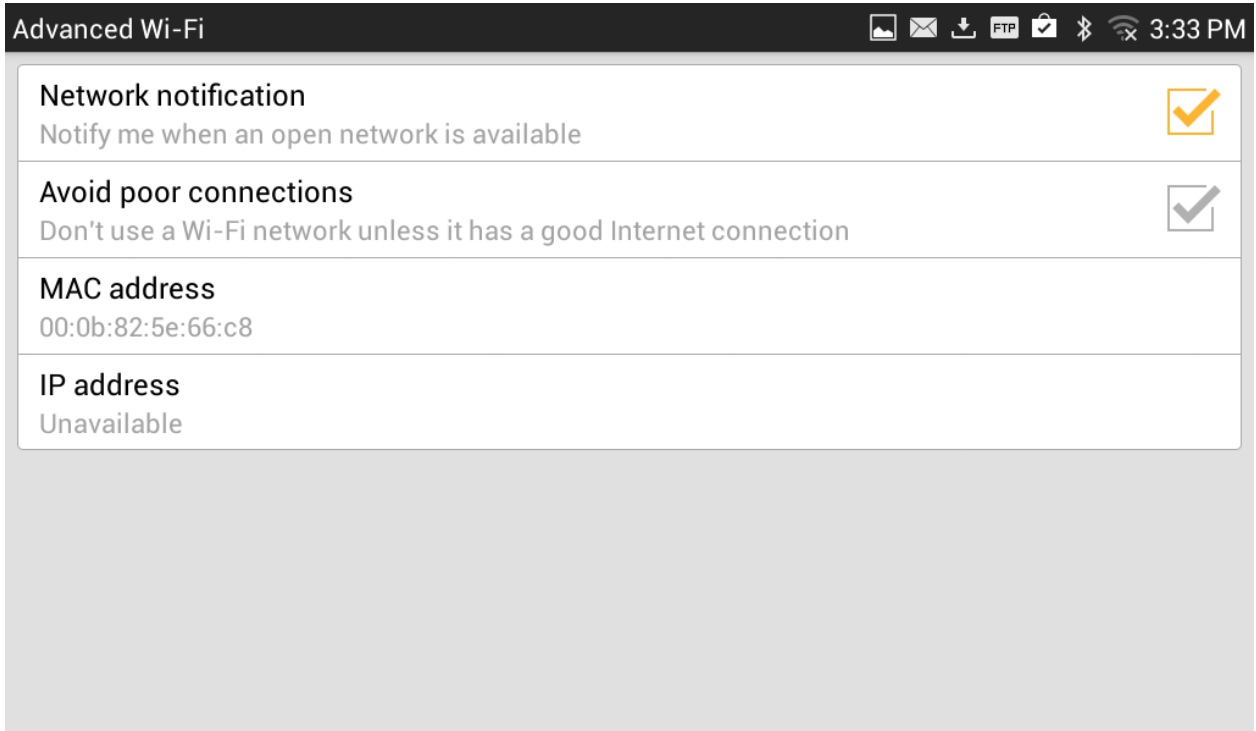 Advanced Wi-Fi FTP 3:33 PM
Network notification
Notify me when an open network is available
Avoid poor connections
Don't use a Wi-Fi network unless it has a good Internet connection
MAC address
00:0b:82:5e:66:c8
IP address
Unavailable